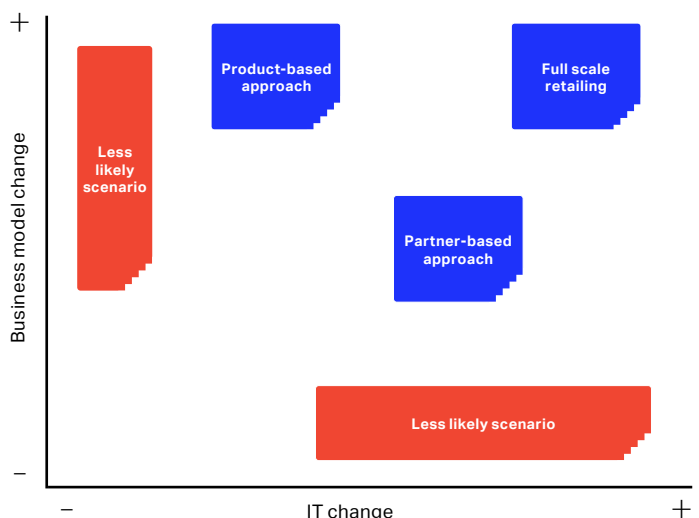 +
Product-based
approach
Full scale
retailing
Less
likely
scenario
Business model change
Partner-based
approach
Less likely scenario
–
–
IT change
+